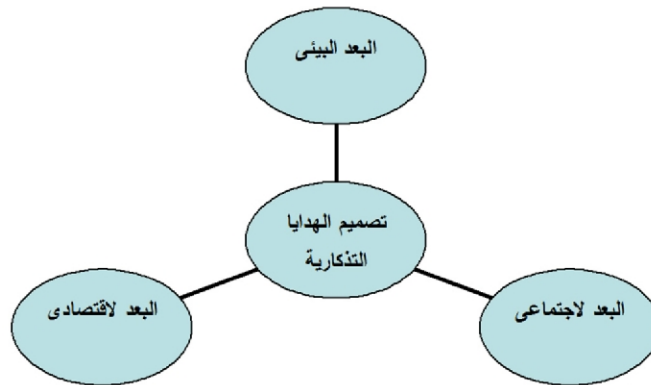 البعد البيئى
تصميم الهدايا
التذكارية
البعد لاجتماعى
البعد لاقتصادى